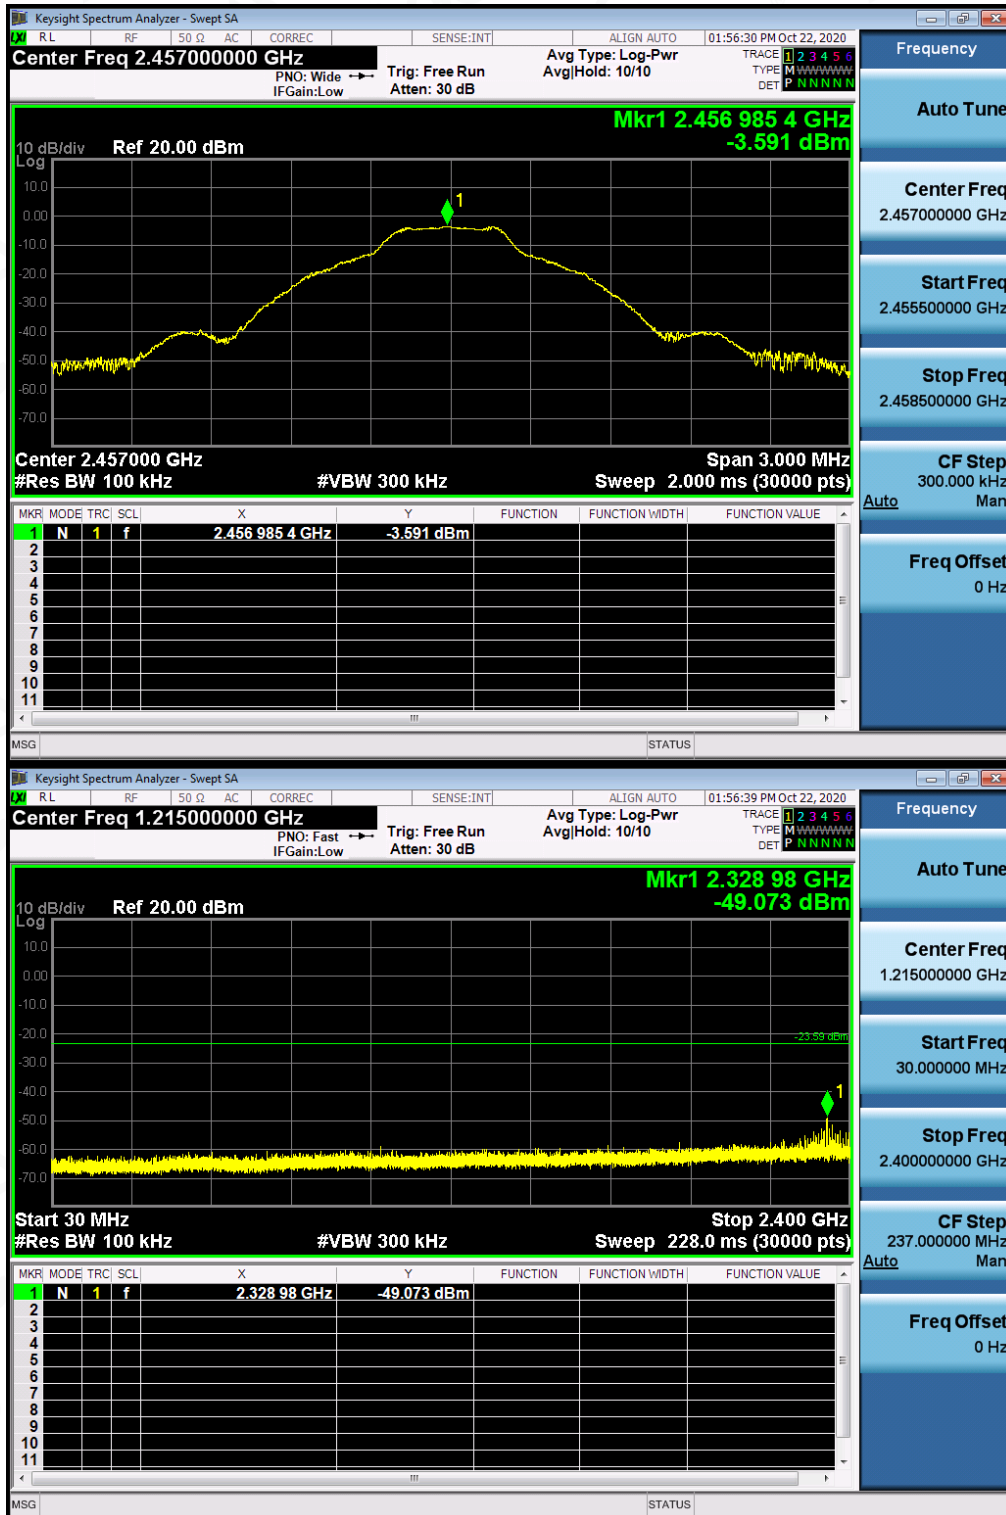 Keysight Spectrum Analyzer - Swept SA
LXI RL RF 50 Ω AC CORREC SENSE:INT ALIGN AUTO 01:56:30 PM Oct 22, 2020
Center Freq 2.457000000 GHz Avg Type: Log-Pwr TRACE 1 2 3 4 5 6
PNO: Wide Trig: Free Run Avg|Hold: 10/10 TYPE M WWWWW
IFGain:Low Atten: 30 dB DET P N N N N N
Mkr1 2.456 985 4 GHz
-3.591 dBm
10 dB/div Ref 20.00 dBm
Log
10.0
0.00
-10.0
-20.0
-30.0
-40.0
-50.0
-60.0
-70.0
1
Center 2.457000 GHz Span 3.000 MHz
#Res BW 100 kHz #VBW 300 kHz Sweep 2.000 ms (30000 pts)
MKR MODE TRC SCL X Y FUNCTION FUNCTION WIDTH FUNCTION VALUE
1 N 1 f 2.456 985 4 GHz -3.591 dBm
2
3
4
5
6
7
8
9
10
11
MSG STATUS
Frequency
Auto Tune
Center Freq
2.457000000 GHz
Start Freq
2.455500000 GHz
Stop Freq
2.458500000 GHz
CF Step
300.000 kHz
Auto Man
Freq Offset
0 Hz
Keysight Spectrum Analyzer - Swept SA
LXI RL RF 50 Ω AC CORREC SENSE:INT ALIGN AUTO 01:56:39 PM Oct 22, 2020
Center Freq 1.215000000 GHz Avg Type: Log-Pwr TRACE 1 2 3 4 5 6
PNO: Fast Trig: Free Run Avg|Hold: 10/10 TYPE M WWWWW
IFGain:Low Atten: 30 dB DET P N N N N N
Mkr1 2.328 98 GHz
-49.073 dBm
10 dB/div Ref 20.00 dBm
Log
10.0
0.00
-10.0
-20.0
-30.0
-40.0
-50.0
-60.0
-70.0
-23.59 dBm
1
Start 30 MHz Stop 2.400 GHz
#Res BW 100 kHz #VBW 300 kHz Sweep 228.0 ms (30000 pts)
MKR MODE TRC SCL X Y FUNCTION FUNCTION WIDTH FUNCTION VALUE
1 N 1 f 2.328 98 GHz -49.073 dBm
2
3
4
5
6
7
8
9
10
11
MSG STATUS
Frequency
Auto Tune
Center Freq
1.215000000 GHz
Start Freq
30.000000 MHz
Stop Freq
2.400000000 GHz
CF Step
237.000000 MHz
Auto Man
Freq Offset
0 Hz